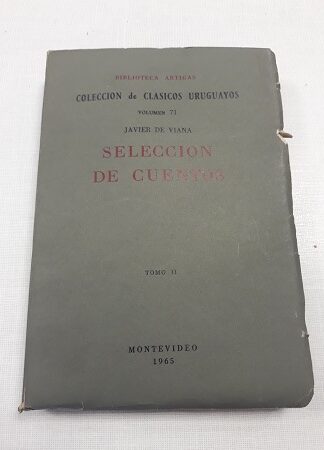 BIBLIOTECA ARTIGAS
COLECCION de CLASICOS URUGUAYOS
VOLUMEN 71
JAVIER DE VIANA
SELECCION
DE CUENTOS
TOMO II
MONTEVIDEO
1965